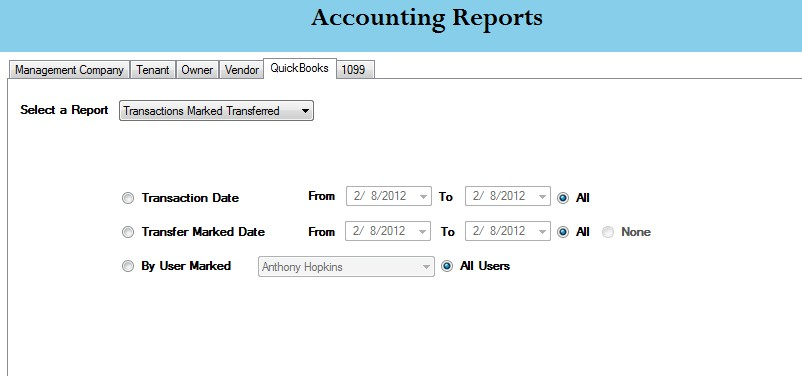 Accounting Reports
Management Company Tenant Owner Vendor QuickBooks 1099
Select a Report Transactions Marked Transferred
Transaction Date From 2/ 8/2012 To 2/ 8/2012 All
Transfer Marked Date From 2/ 8/2012 To 2/ 8/2012 All None
By User Marked Anthony Hopkins All Users